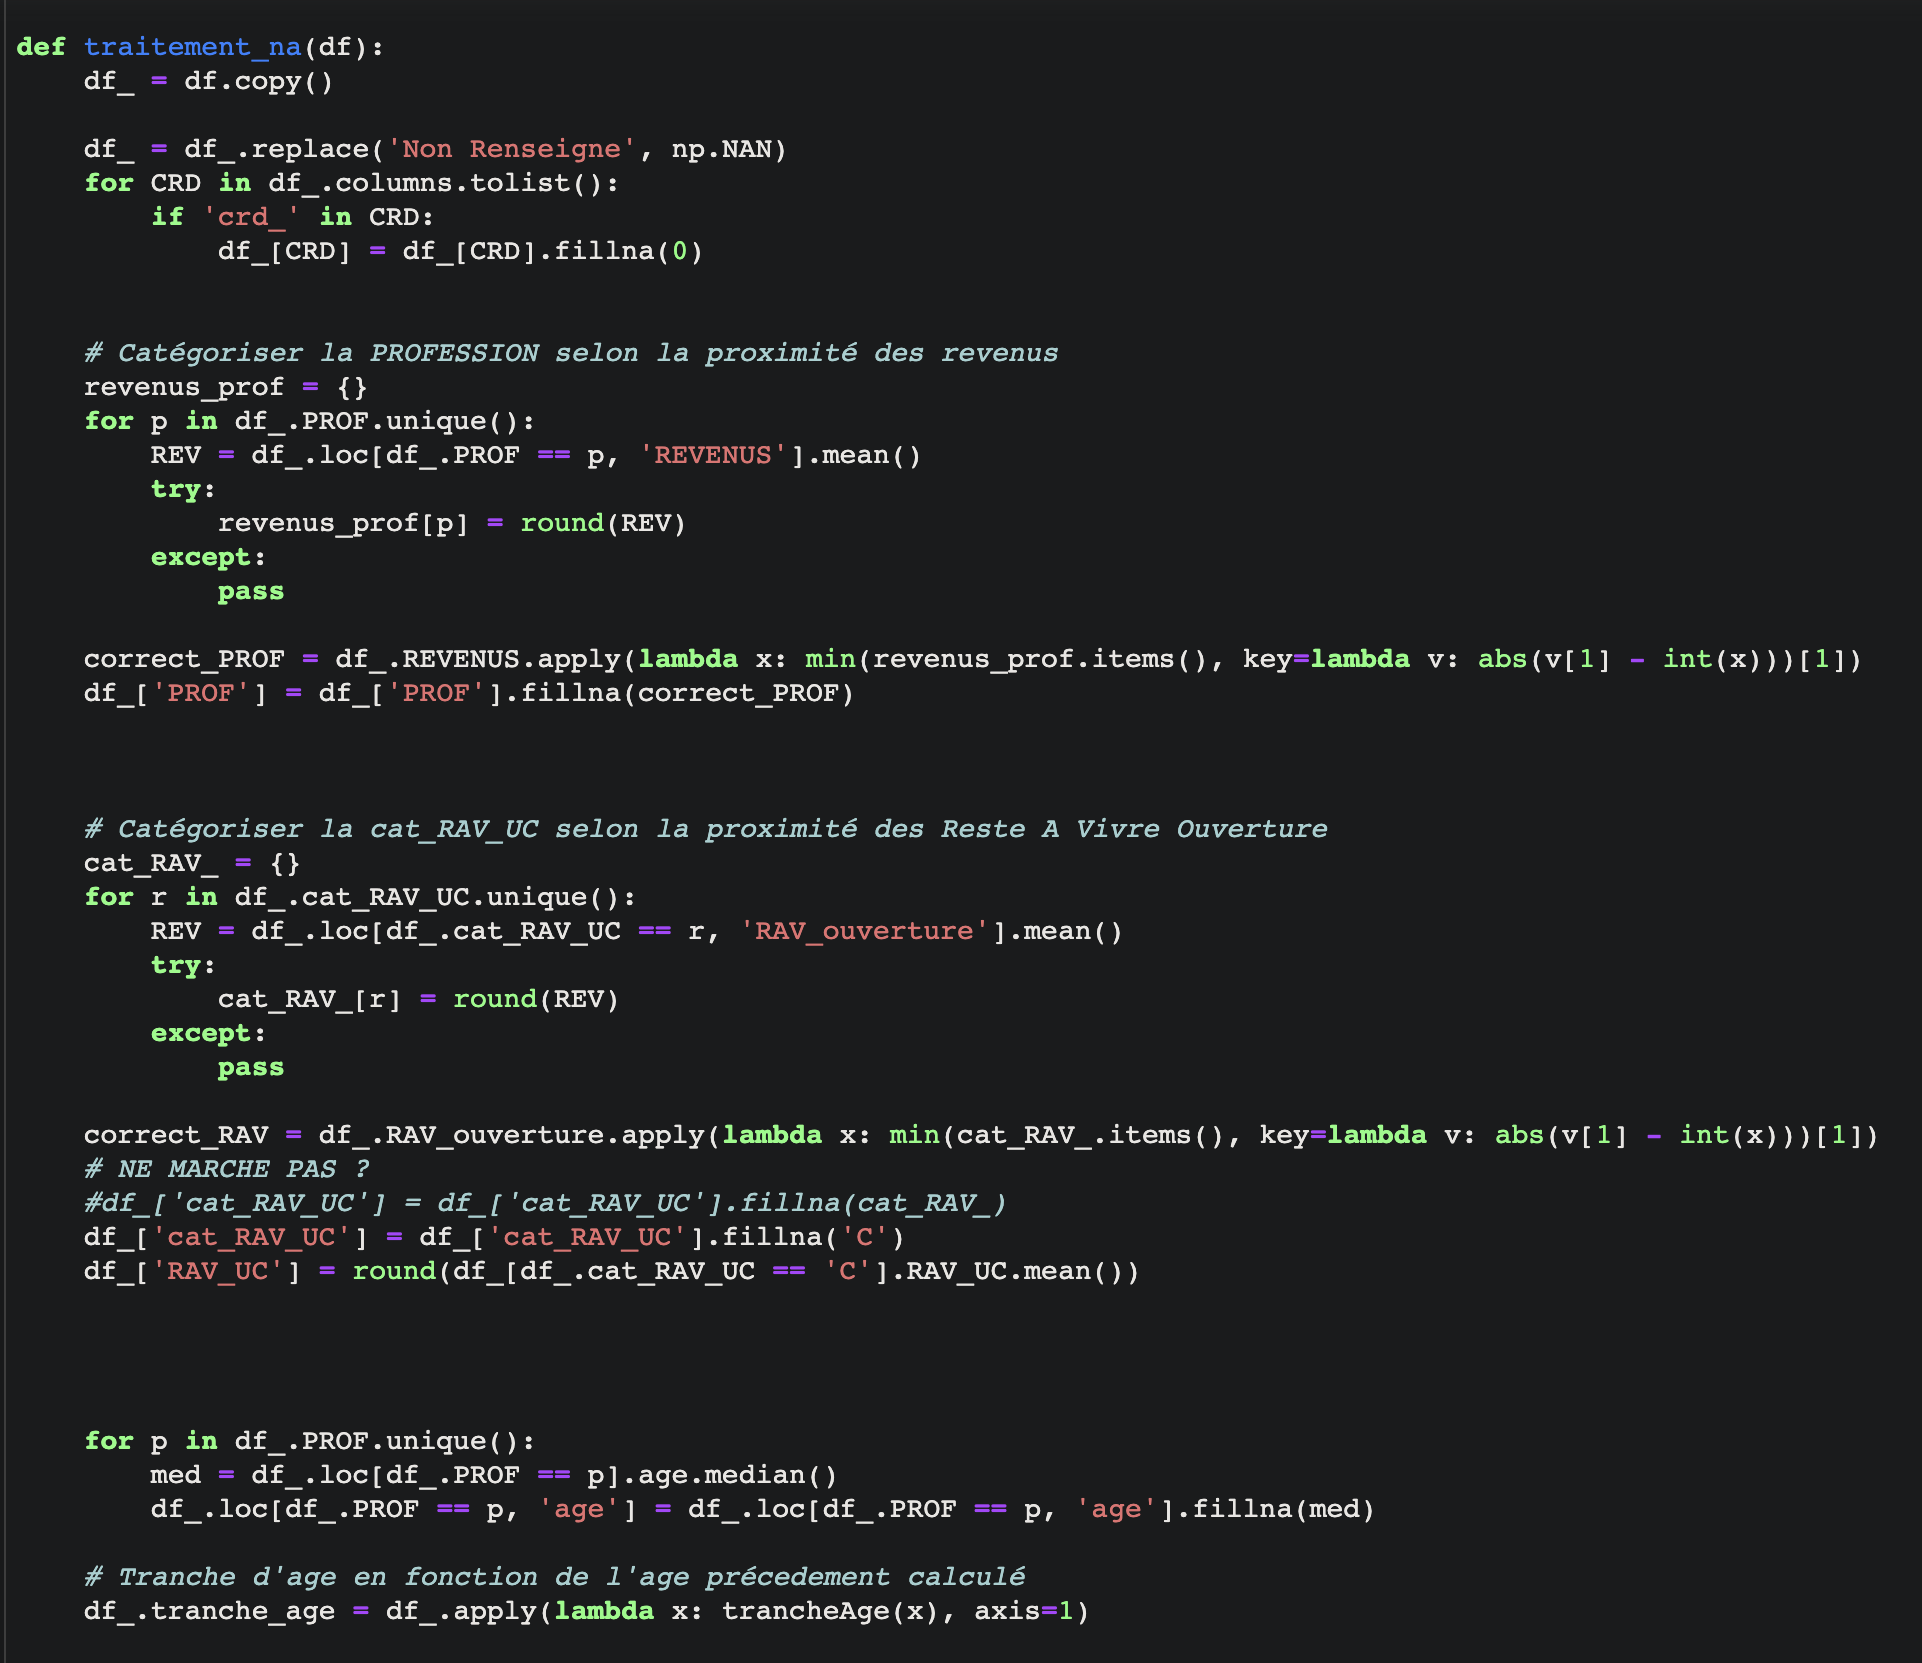 def traitement_na(df):
    df_ = df.copy()

    df_ = df_.replace('Non Renseigne', np.NAN)
    for CRD in df_.columns.tolist():
        if 'crd_' in CRD:
            df_[CRD] = df_[CRD].fillna(0)


    # Catégoriser la PROFESSION selon la proximité des revenus
    revenus_prof = {}
    for p in df_.PROF.unique():
        REV = df_.loc[df_.PROF == p, 'REVENUS'].mean()
        try:
            revenus_prof[p] = round(REV)
        except:
            pass

    correct_PROF = df_.REVENUS.apply(lambda x: min(revenus_prof.items(), key=lambda v: abs(v[1] - int(x)))[1])
    df_['PROF'] = df_['PROF'].fillna(correct_PROF)



    # Catégoriser la cat_RAV_UC selon la proximité des Reste A Vivre Ouverture
    cat_RAV_ = {}
    for r in df_.cat_RAV_UC.unique():
        REV = df_.loc[df_.cat_RAV_UC == r, 'RAV_ouverture'].mean()
        try:
            cat_RAV_[r] = round(REV)
        except:
            pass

    correct_RAV = df_.RAV_ouverture.apply(lambda x: min(cat_RAV_.items(), key=lambda v: abs(v[1] - int(x)))[1])
    # NE MARCHE PAS ?
    #df_['cat_RAV_UC'] = df_['cat_RAV_UC'].fillna(cat_RAV_)
    df_['cat_RAV_UC'] = df_['cat_RAV_UC'].fillna('C')
    df_['RAV_UC'] = round(df_[df_.cat_RAV_UC == 'C'].RAV_UC.mean())




    for p in df_.PROF.unique():
        med = df_.loc[df_.PROF == p].age.median()
        df_.loc[df_.PROF == p, 'age'] = df_.loc[df_.PROF == p, 'age'].fillna(med)

    # Tranche d'age en fonction de l'age précedement calculé
    df_.tranche_age = df_.apply(lambda x: trancheAge(x), axis=1)